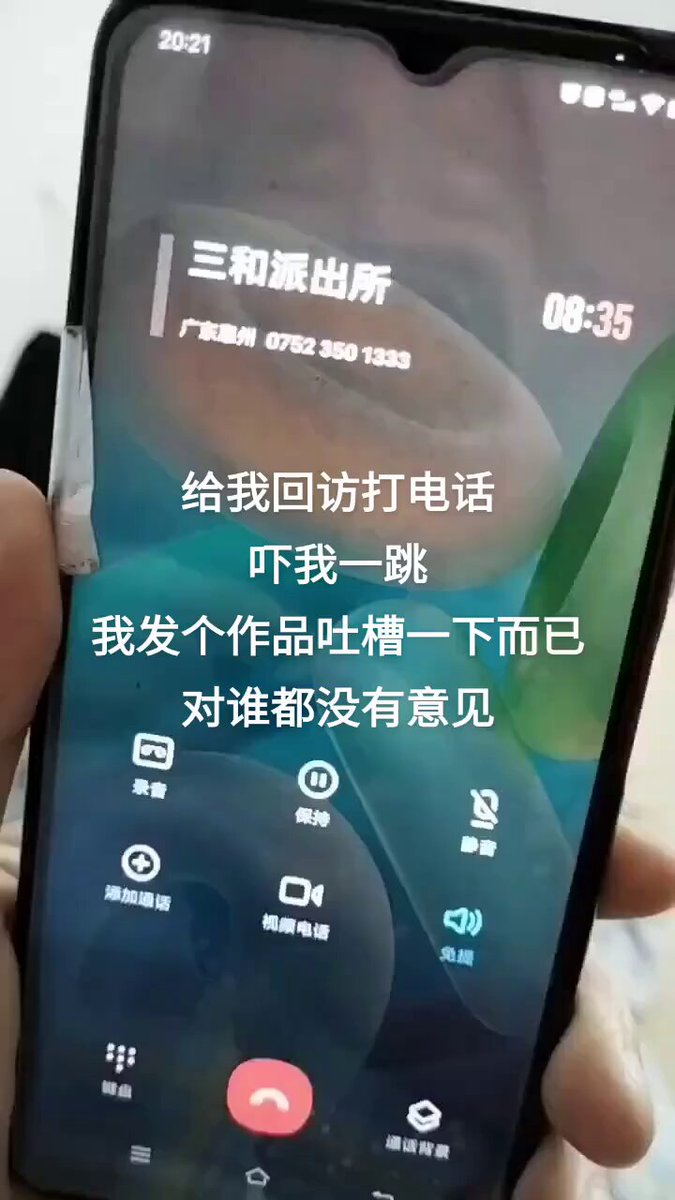 20:21
三和派出所
08:35
广东惠州 0752 350 1333
给我回访打电话
吓我一跳
我发个作品吐槽一下而已
对谁都没有意见
录音
保持
静音
添加通话
视频电话
免提
键盘
通话背景